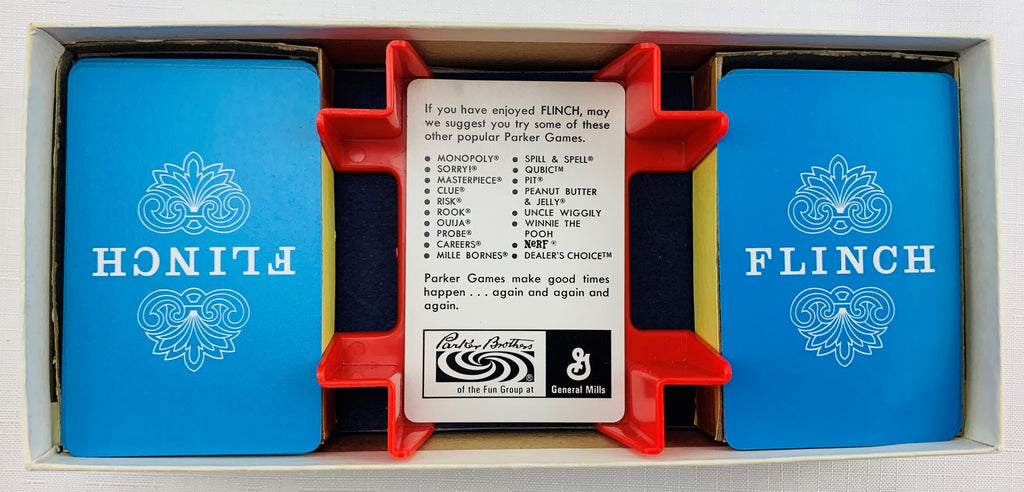 FLINCH
If you have enjoyed FLINCH, may
we suggest you try some of these
other popular Parker Games.
● MONOPOLY®
● SORRY!®
● MASTERPIECE®
● CLUE®
● RISK®
● ROOK®
● OUIJA®
● PROBE®
● CAREERS®
● MILLE BORNES®
● SPILL & SPELL®
● QUBIC™
● PIT®
● PEANUT BUTTER
& JELLY®
● UNCLE WIGGILY
● WINNIE THE
POOH
● NERF®
● DEALER'S CHOICE™
Parker Games make good times
happen . . . again and again and
again.
Parker Brothers
®
of the Fun Group at
G
General Mills
FLINCH